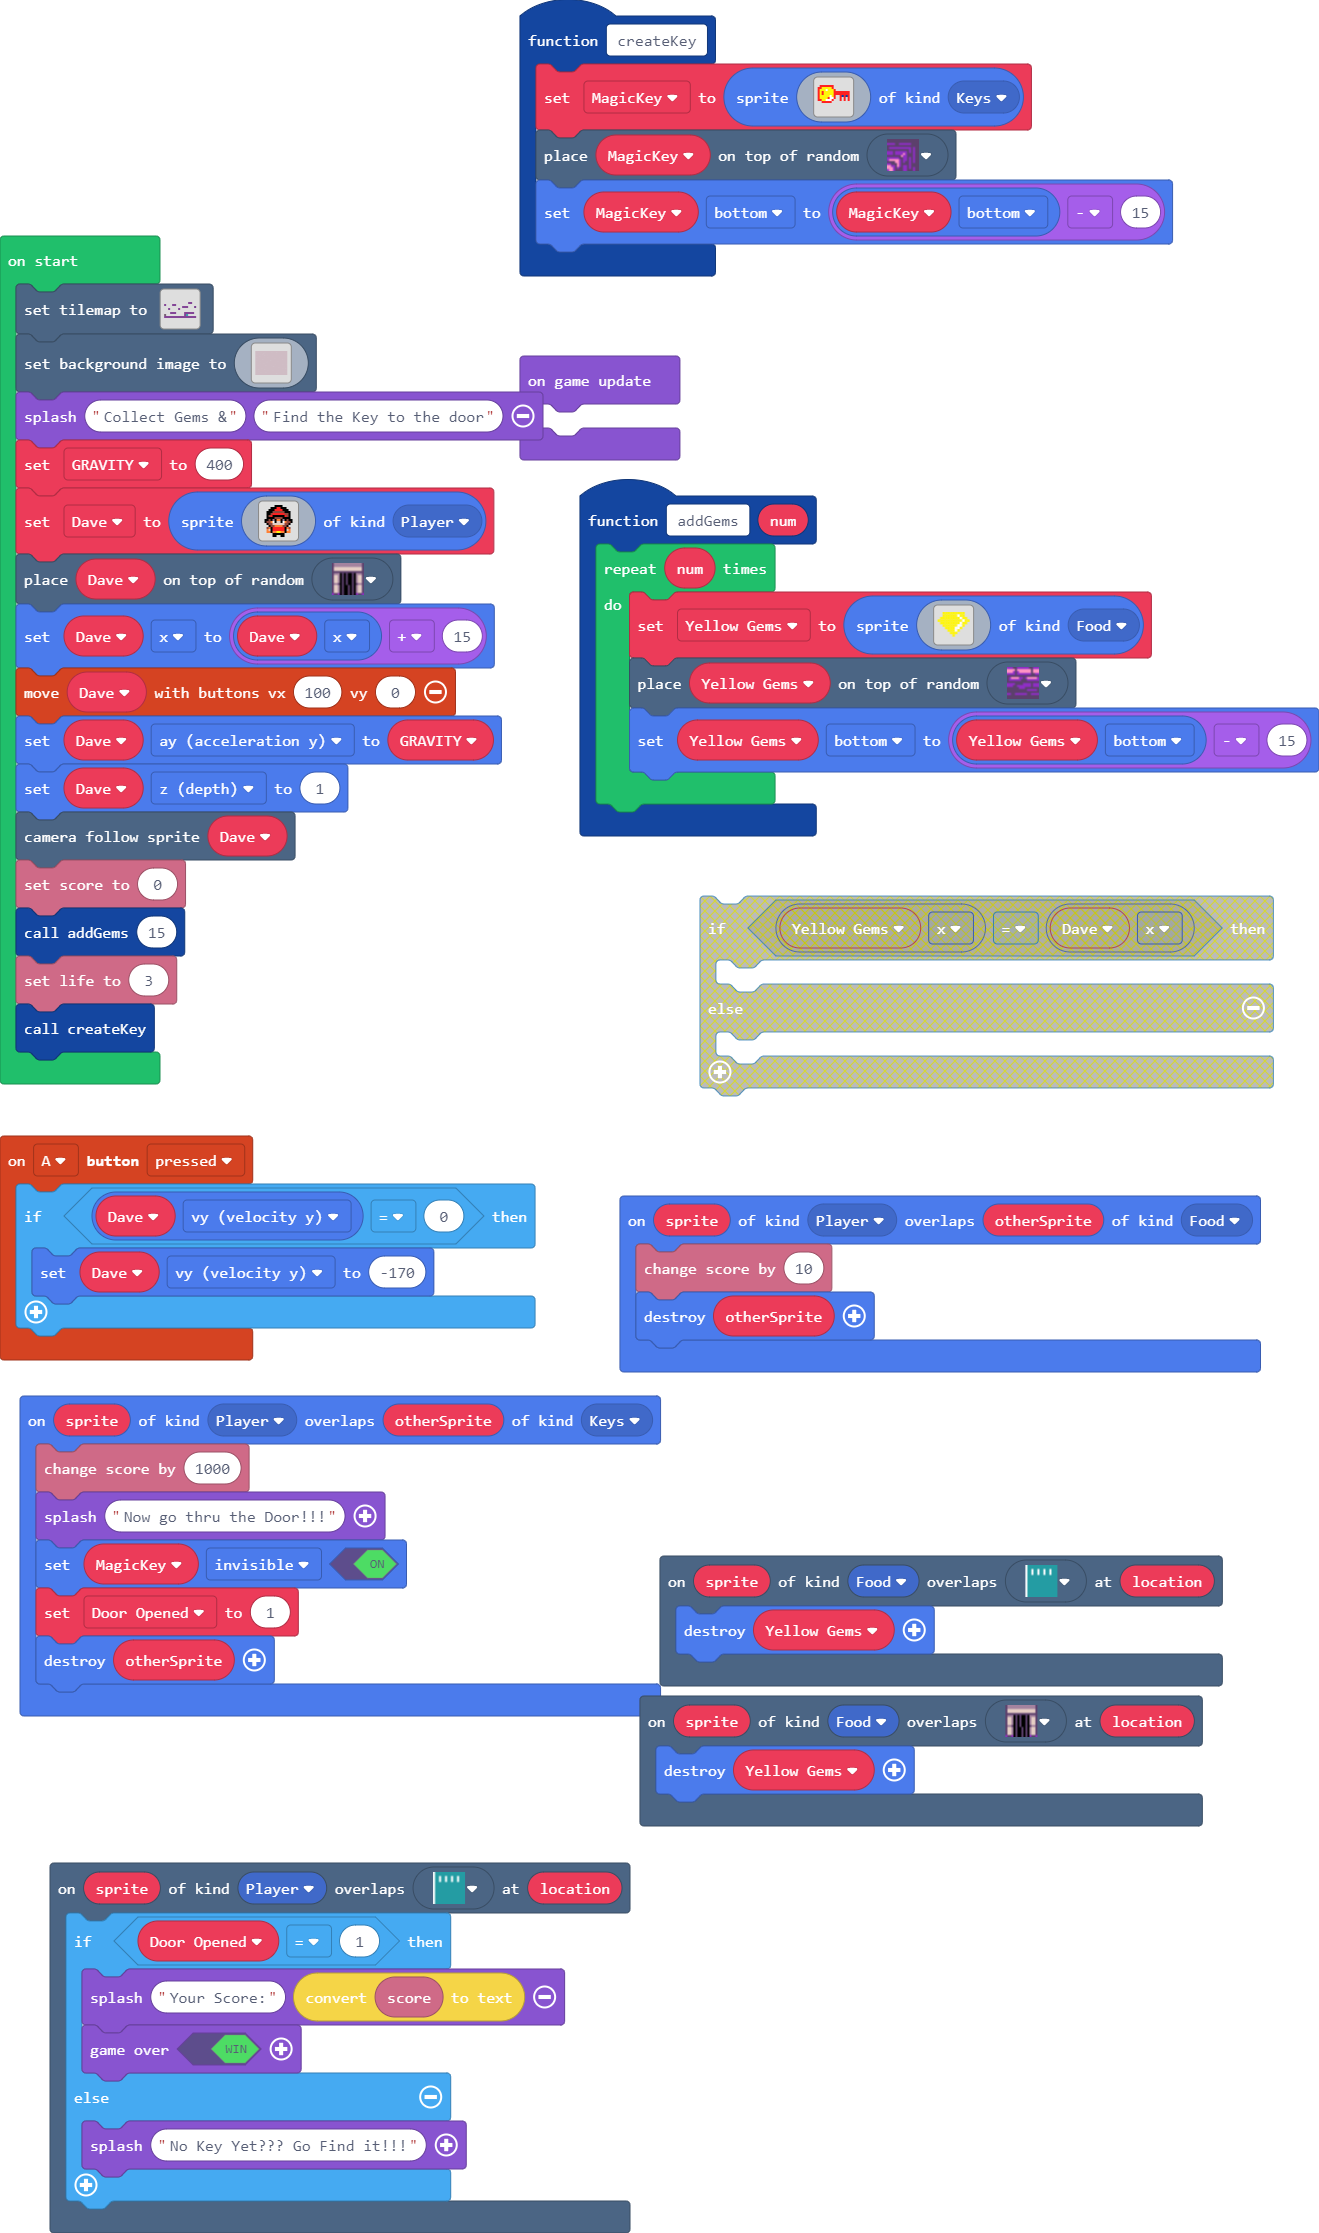 function createKey
set MagicKey to sprite of kind Keys
place MagicKey on top of random
set MagicKey bottom to MagicKey bottom - 15
on start
set tilemap to
set background image to
splash "Collect Gems &" "Find the Key to the door"
set GRAVITY to 400
set Dave to sprite of kind Player
place Dave on top of random
set Dave x to Dave x + 15
move Dave with buttons vx 100 vy 0
set Dave ay (acceleration y) to GRAVITY
set Dave z (depth) to 1
camera follow sprite Dave
set score to 0
call addGems 15
set life to 3
call createKey
on game update
function addGems num
repeat num times
do
set Yellow Gems to sprite of kind Food
place Yellow Gems on top of random
set Yellow Gems bottom to Yellow Gems bottom - 15
if Yellow Gems x = Dave x then
else
on A button pressed
if Dave vy (velocity y) = 0 then
set Dave vy (velocity y) to -170
on sprite of kind Player overlaps otherSprite of kind Food
change score by 10
destroy otherSprite
on sprite of kind Player overlaps otherSprite of kind Keys
change score by 1000
splash "Now go thru the Door!!!"
set MagicKey invisible ON
set Door Opened to 1
destroy otherSprite
on sprite of kind Food overlaps at location
destroy Yellow Gems
on sprite of kind Food overlaps at location
destroy Yellow Gems
on sprite of kind Player overlaps at location
if Door Opened = 1 then
splash "Your Score:" convert score to text
game over WIN
else
splash "No Key Yet??? Go Find it!!!"